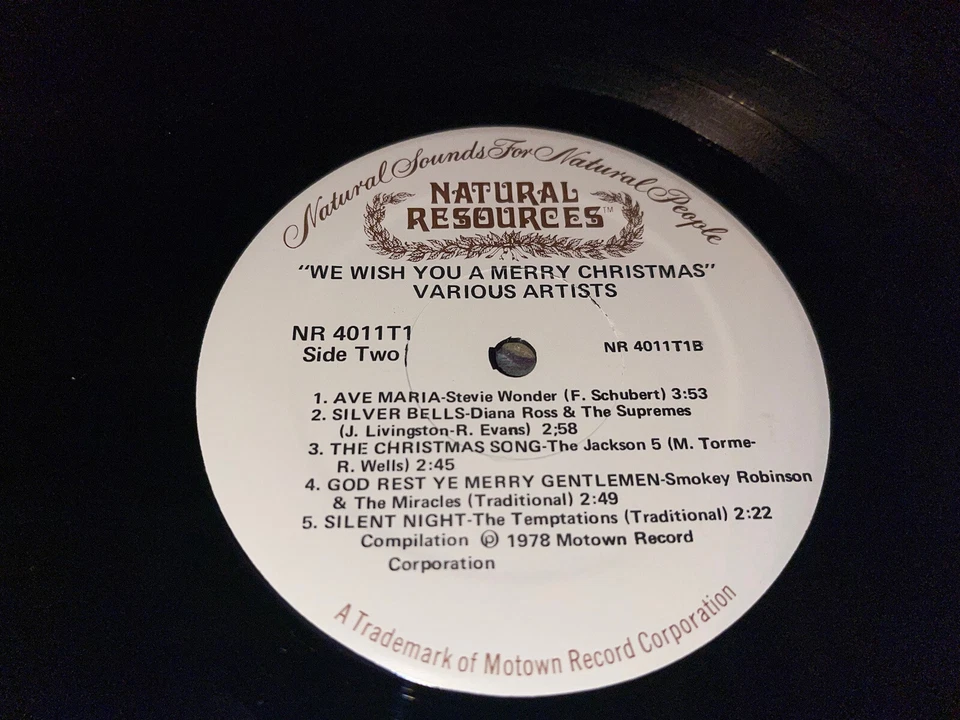 Natural Sounds For Natural People
NATURAL
RESOURCES™
"WE WISH YOU A MERRY CHRISTMAS"
VARIOUS ARTISTS
NR 4011T1
Side Two
NR 4011T1B
1. AVE MARIA-Stevie Wonder (F. Schubert) 3:53
2. SILVER BELLS-Diana Ross & The Supremes
(J. Livingston-R. Evans) 2;58
3. THE CHRISTMAS SONG-The Jackson 5 (M. Torme-
R. Wells) 2:45
4. GOD REST YE MERRY GENTLEMEN-Smokey Robinson
& The Miracles (Traditional) 2:49
5. SILENT NIGHT-The Temptations (Traditional) 2:22
Compilation ℗ 1978 Motown Record
Corporation
A Trademark of Motown Record Corporation